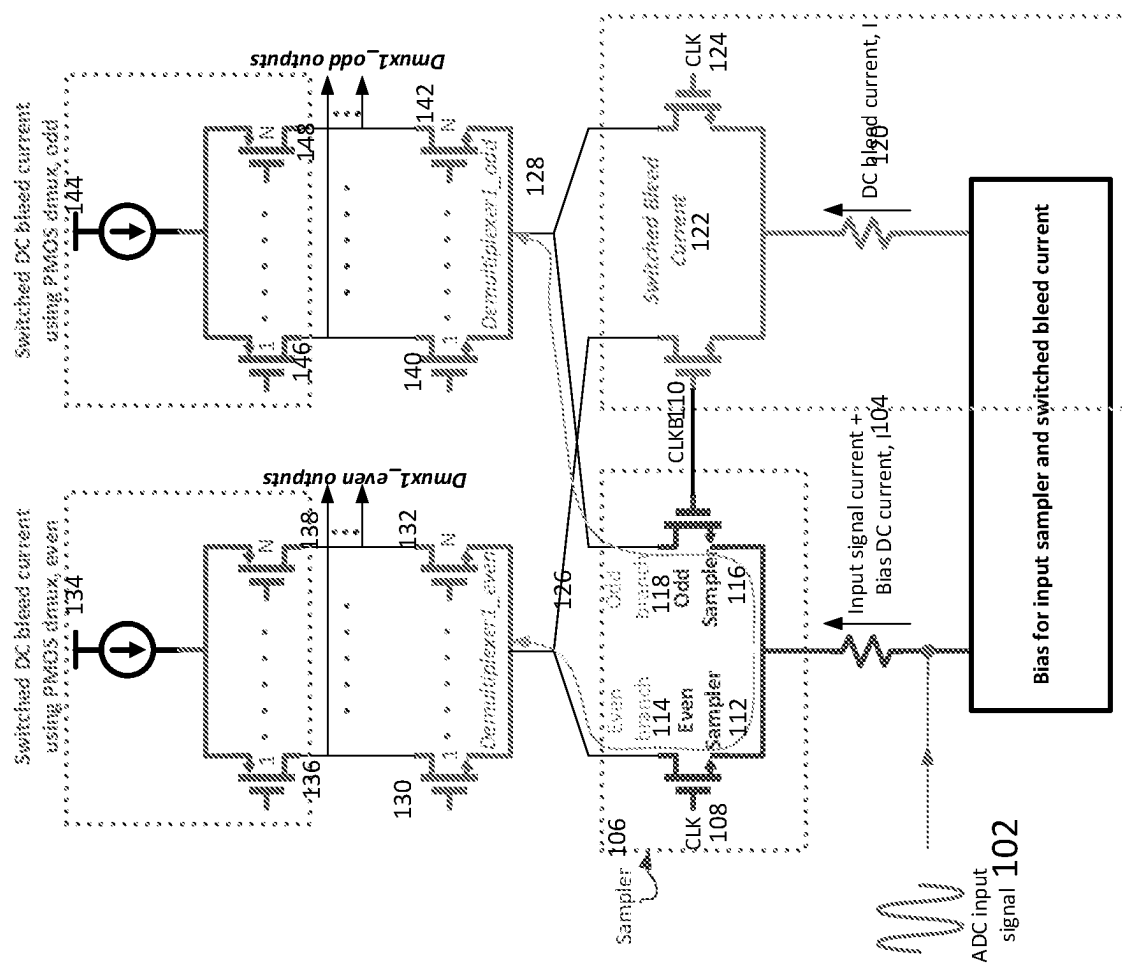 Switched DC bleed current
using PMOS dmux, even
134
Switched DC bleed current
using PMOS dmux, odd
144
1
N
136
138
1
N
146
148
Dmux1_even outputs
Dmux1_odd outputs
130
132
1
N
Demultiplexer1_even
140
142
1
N
Demultiplexer1_odd
126
128
Sampler
106
Even
branch
114
Even
Sampler
112
Odd
branch
118
Odd
Sampler
116
CLK
108
CLKB
110
Switched Bleed
Current
122
CLK
124
Input signal current +
Bias DC current, I
104
DC bleed current, I
120
ADC input
signal
102
Bias for input sampler and switched bleed current